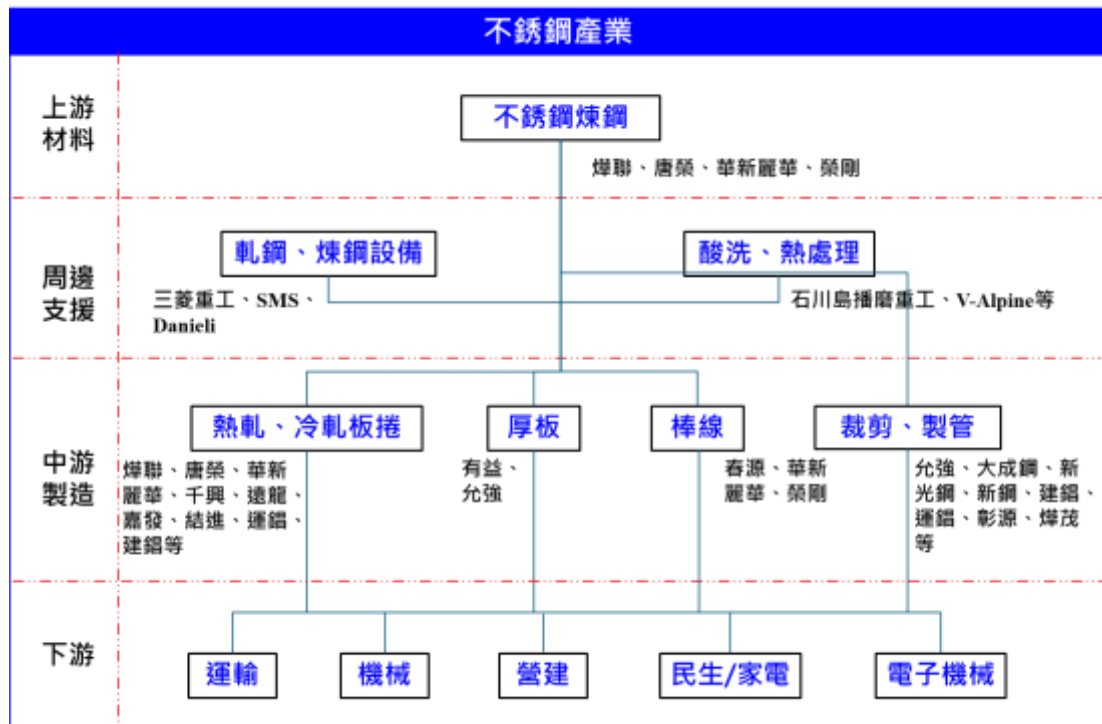 不銹鋼產業
上游
材料
不銹鋼煉鋼
燁聯、唐榮、華新麗華、榮剛
周邊
支援
軋鋼、煉鋼設備
三菱重工、SMS、
Danieli
酸洗、熱處理
石川島播磨重工、V-Alpine等
中游
製造
熱軋、冷軋板捲
燁聯、唐榮、華新
麗華、千興、遠龍、
嘉發、結進、運錩、
建錩等
厚板
有益、
允強
棒線
春源、華新
麗華、榮剛
裁剪、製管
允強、大成鋼、新
光鋼、新鋼、建錩、
運錩、彰源、燁茂
等
下游
運輸
機械
營建
民生/家電
電子機械